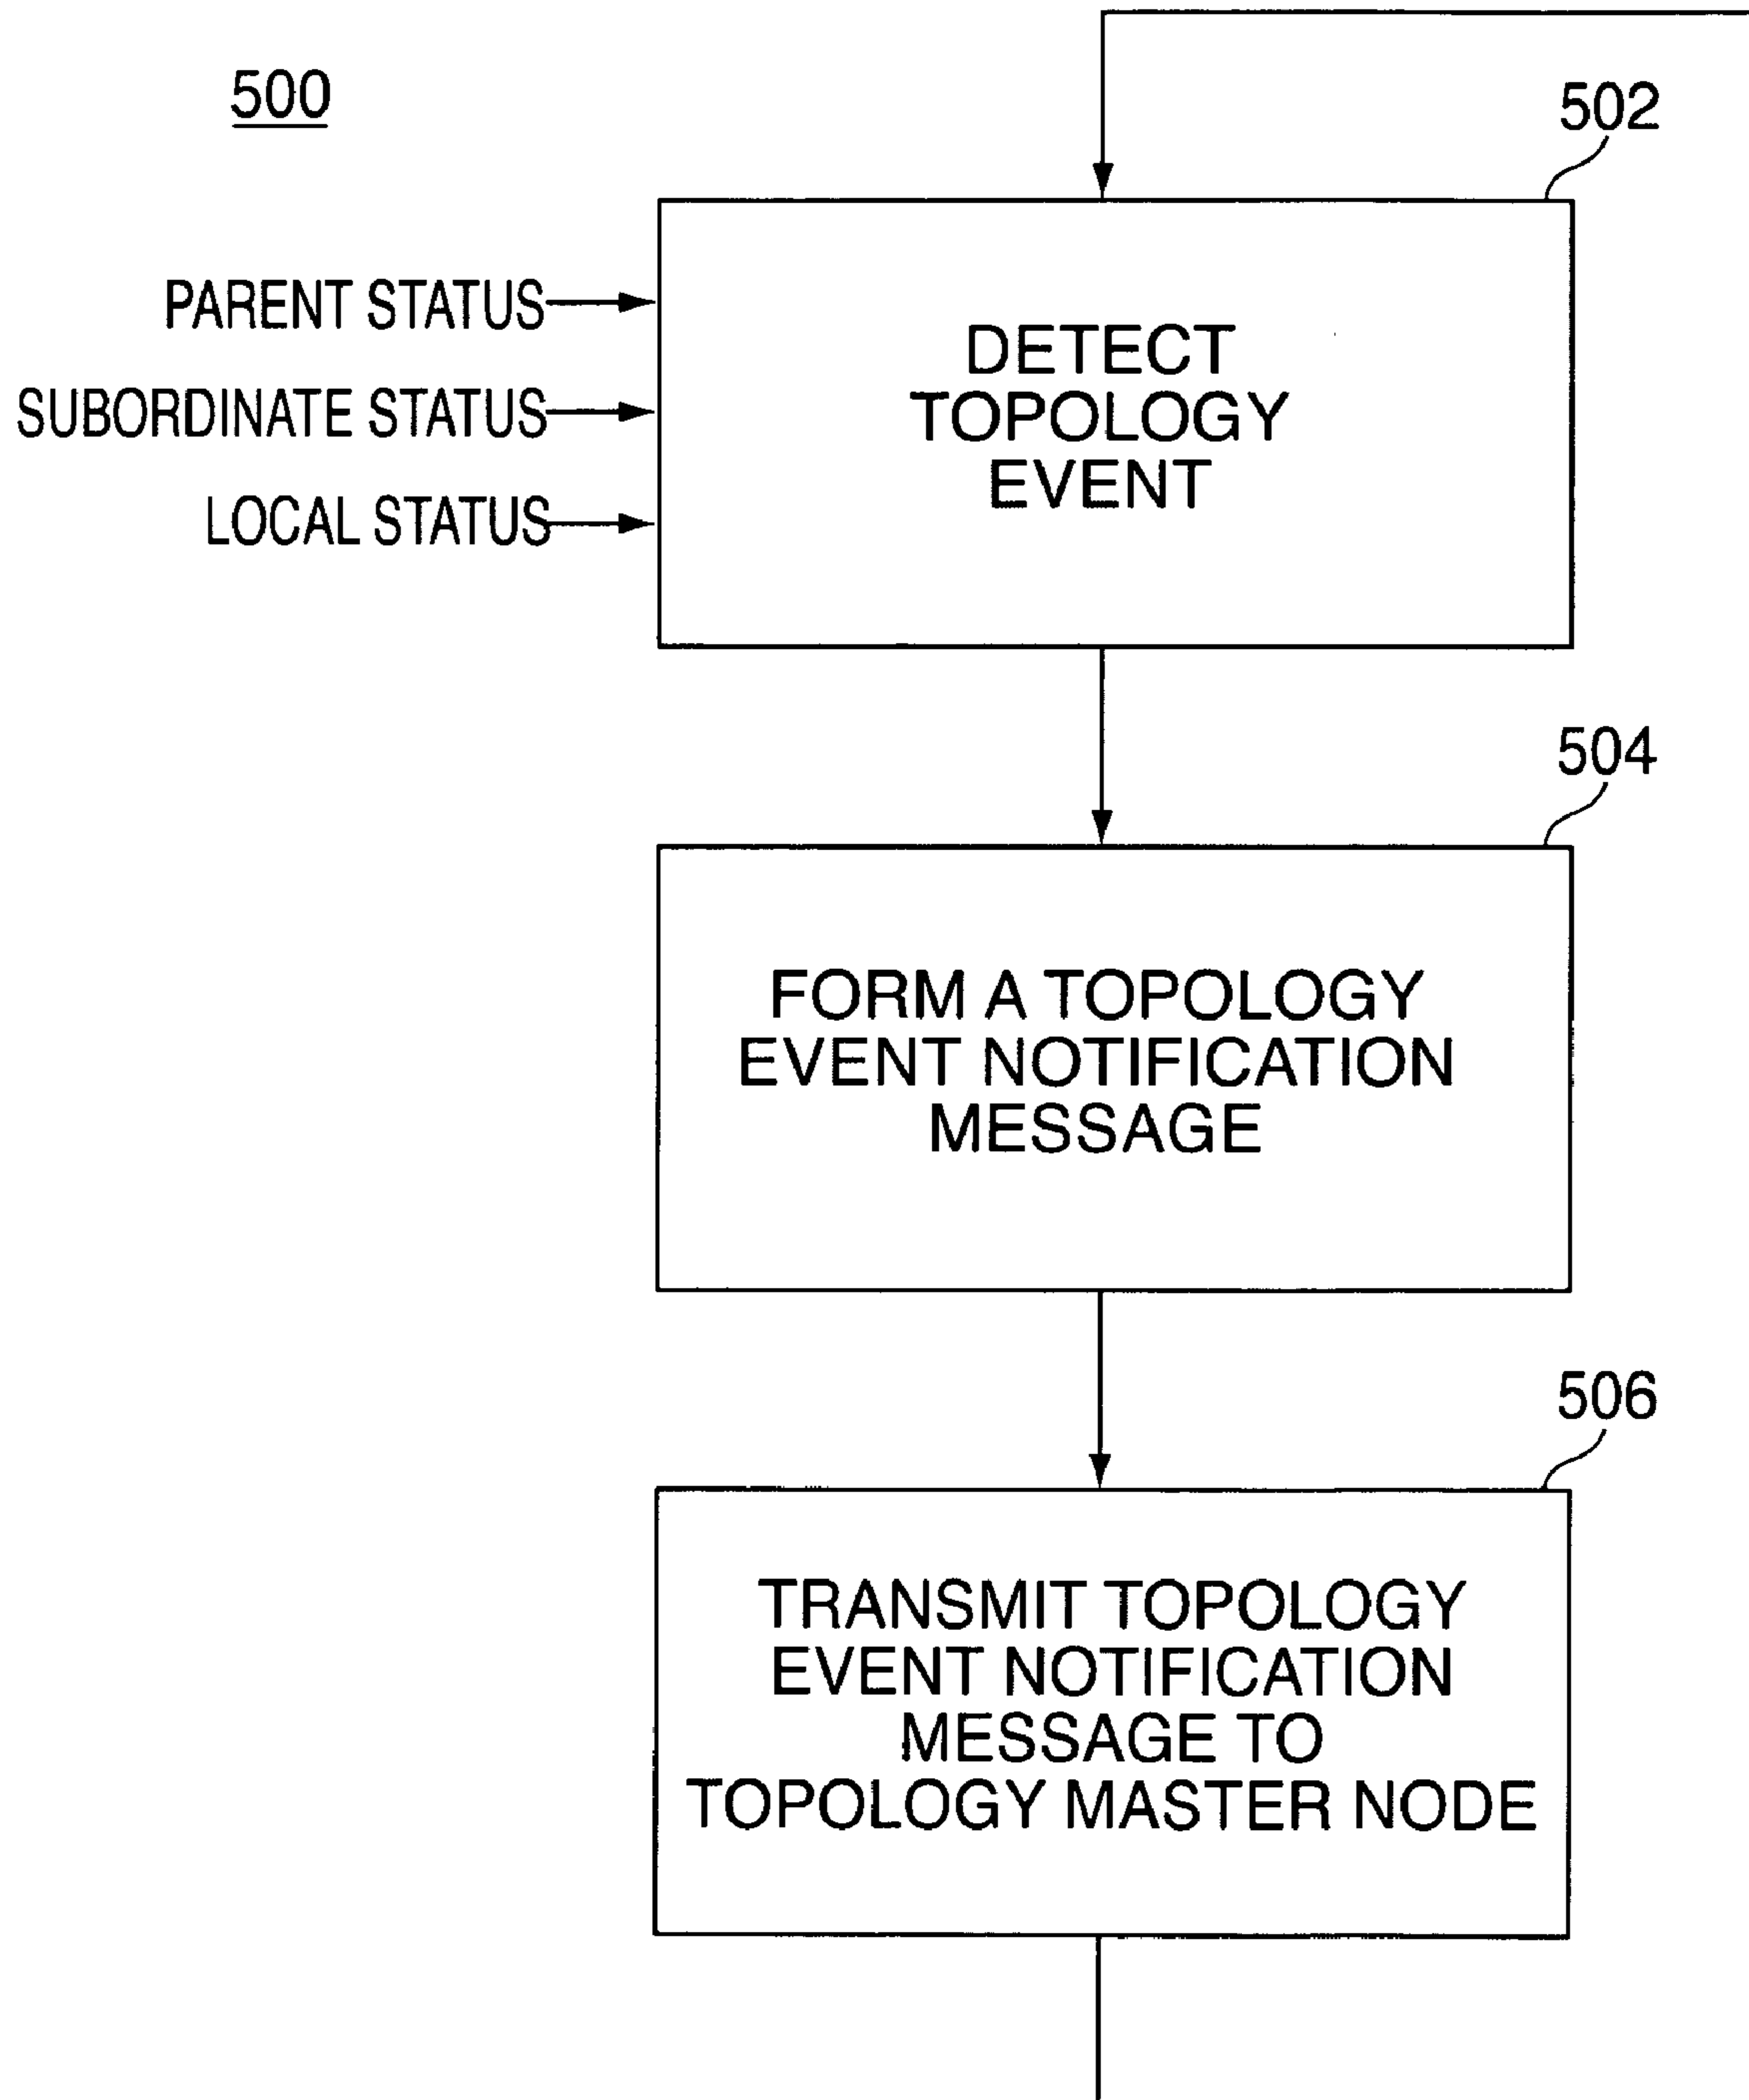 500
502
PARENT STATUS
SUBORDINATE STATUS
LOCAL STATUS
DETECT
TOPOLOGY
EVENT
504
FORM A TOPOLOGY
EVENT NOTIFICATION
MESSAGE
506
TRANSMIT TOPOLOGY
EVENT NOTIFICATION
MESSAGE TO
TOPOLOGY MASTER NODE